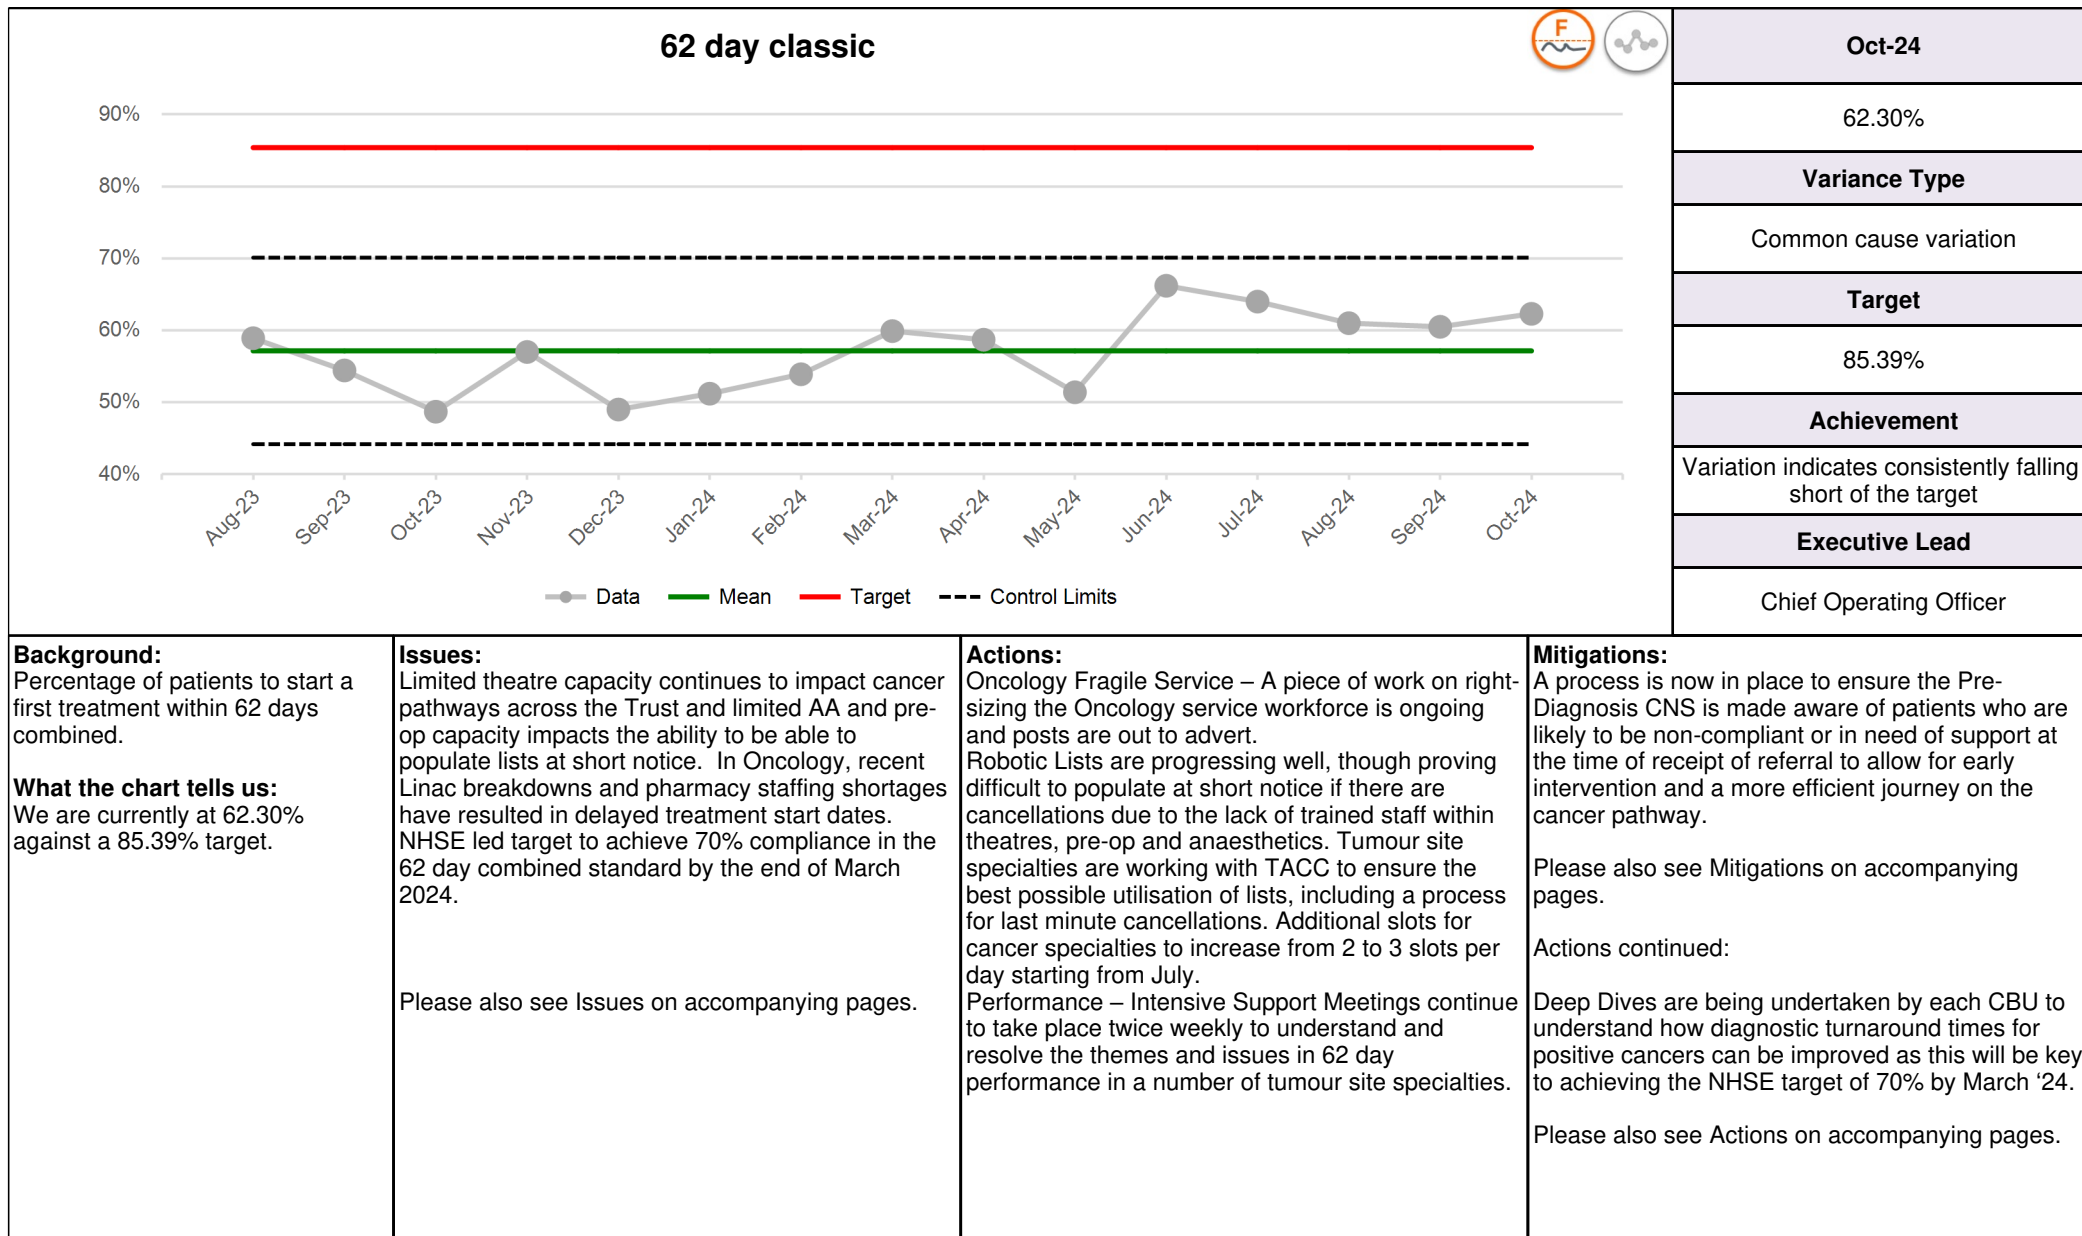 62 day classic
F
90%
80%
70%
60%
50%
40%
Aug-23
Sep-23
Oct-23
Nov-23
Dec-23
Jan-24
Feb-24
Mar-24
Apr-24
May-24
Jun-24
Jul-24
Aug-24
Sep-24
Oct-24
Data
Mean
Target
Control Limits
Oct-24
62.30%
Variance Type
Common cause variation
Target
85.39%
Achievement
Variation indicates consistently falling
short of the target
Executive Lead
Chief Operating Officer
Background:
Percentage of patients to start a
first treatment within 62 days
combined.
What the chart tells us:
We are currently at 62.30%
against a 85.39% target.
Issues:
Limited theatre capacity continues to impact cancer
pathways across the Trust and limited AA and pre-
op capacity impacts the ability to be able to
populate lists at short notice.  In Oncology, recent
Linac breakdowns and pharmacy staffing shortages
have resulted in delayed treatment start dates.
NHSE led target to achieve 70% compliance in the
62 day combined standard by the end of March
2024.
Please also see Issues on accompanying pages.
Actions:
Oncology Fragile Service – A piece of work on right-
sizing the Oncology service workforce is ongoing
and posts are out to advert.
Robotic Lists are progressing well, though proving
difficult to populate at short notice if there are
cancellations due to the lack of trained staff within
theatres, pre-op and anaesthetics. Tumour site
specialties are working with TACC to ensure the
best possible utilisation of lists, including a process
for last minute cancellations. Additional slots for
cancer specialties to increase from 2 to 3 slots per
day starting from July.
Performance – Intensive Support Meetings continue
to take place twice weekly to understand and
resolve the themes and issues in 62 day
performance in a number of tumour site specialties.
Mitigations:
A process is now in place to ensure the Pre-
Diagnosis CNS is made aware of patients who are
likely to be non-compliant or in need of support at
the time of receipt of referral to allow for early
intervention and a more efficient journey on the
cancer pathway.
Please also see Mitigations on accompanying
pages.
Actions continued:
Deep Dives are being undertaken by each CBU to
understand how diagnostic turnaround times for
positive cancers can be improved as this will be key
to achieving the NHSE target of 70% by March ‘24.
Please also see Actions on accompanying pages.